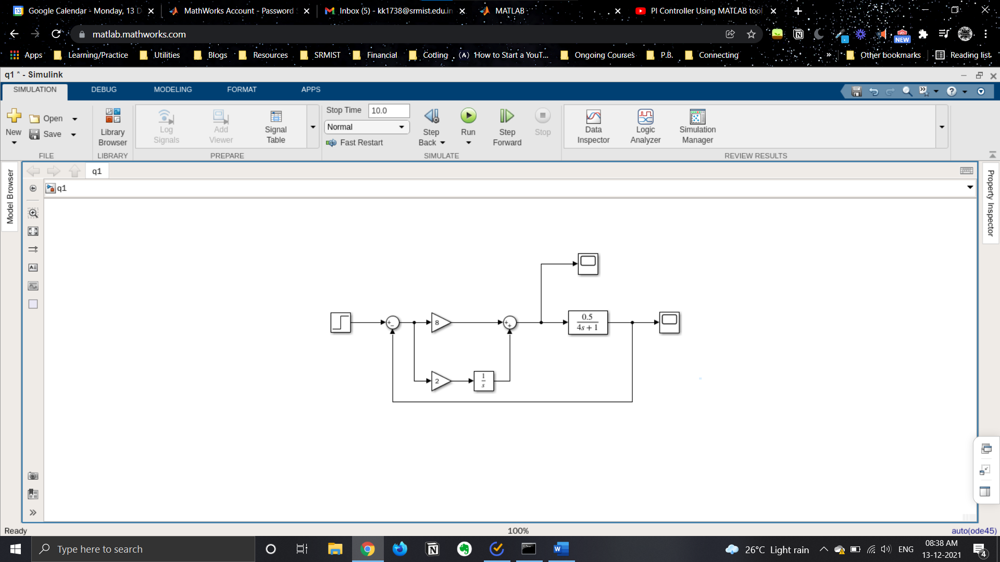 Google Calendar - Monday, 13 D
MathWorks Account - Password
Inbox (5) - kk1738@srmist.edu.in
MATLAB
PI Controller Using MATLAB tool
matlab.mathworks.com
NEW
Apps Learning/Practice Utilities Blogs Resources SRMIST Financial Coding How to Start a YouT... Ongoing Courses P.B. Connecting » Other bookmarks Reading list
q1 * - Simulink
SIMULATION DEBUG MODELING FORMAT APPS
New
Open
Save
FILE
Library
Browser
LIBRARY
Log
Signals
Add
Viewer
Signal
Table
PREPARE
Stop Time 10.0
Normal
Fast Restart
Step
Back
Run
Step
Forward
Stop
SIMULATE
Data
Inspector
Logic
Analyzer
Simulation
Manager
REVIEW RESULTS
Model Browser
q1
q1
Property Inspector
+
−
8
+
+
0.5
4s + 1
2
1
s
Ready 100% auto(ode45)
Type here to search
26°C Light rain
ENG
08:38 AM
13-12-2021
4